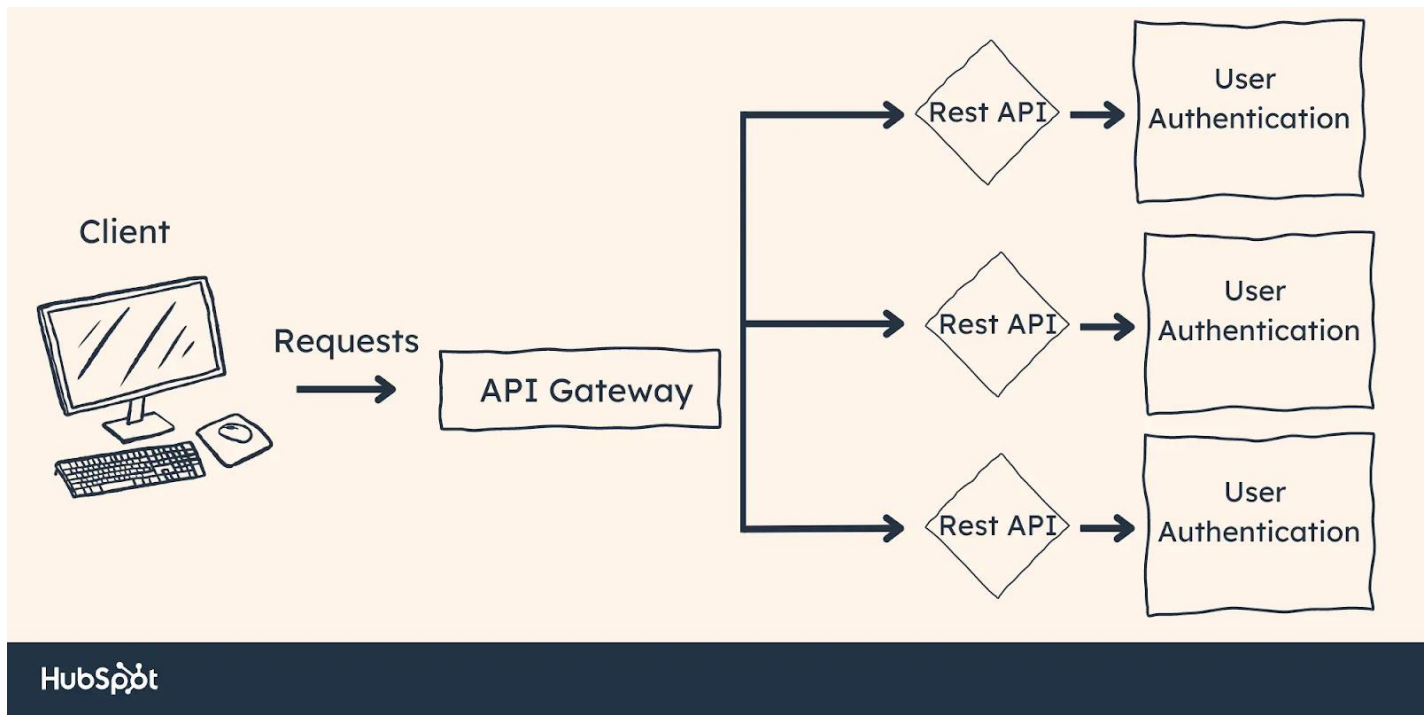 Client
Requests
API Gateway
Rest API
User
Authentication
Rest API
User
Authentication
Rest API
User
Authentication
HubSpot